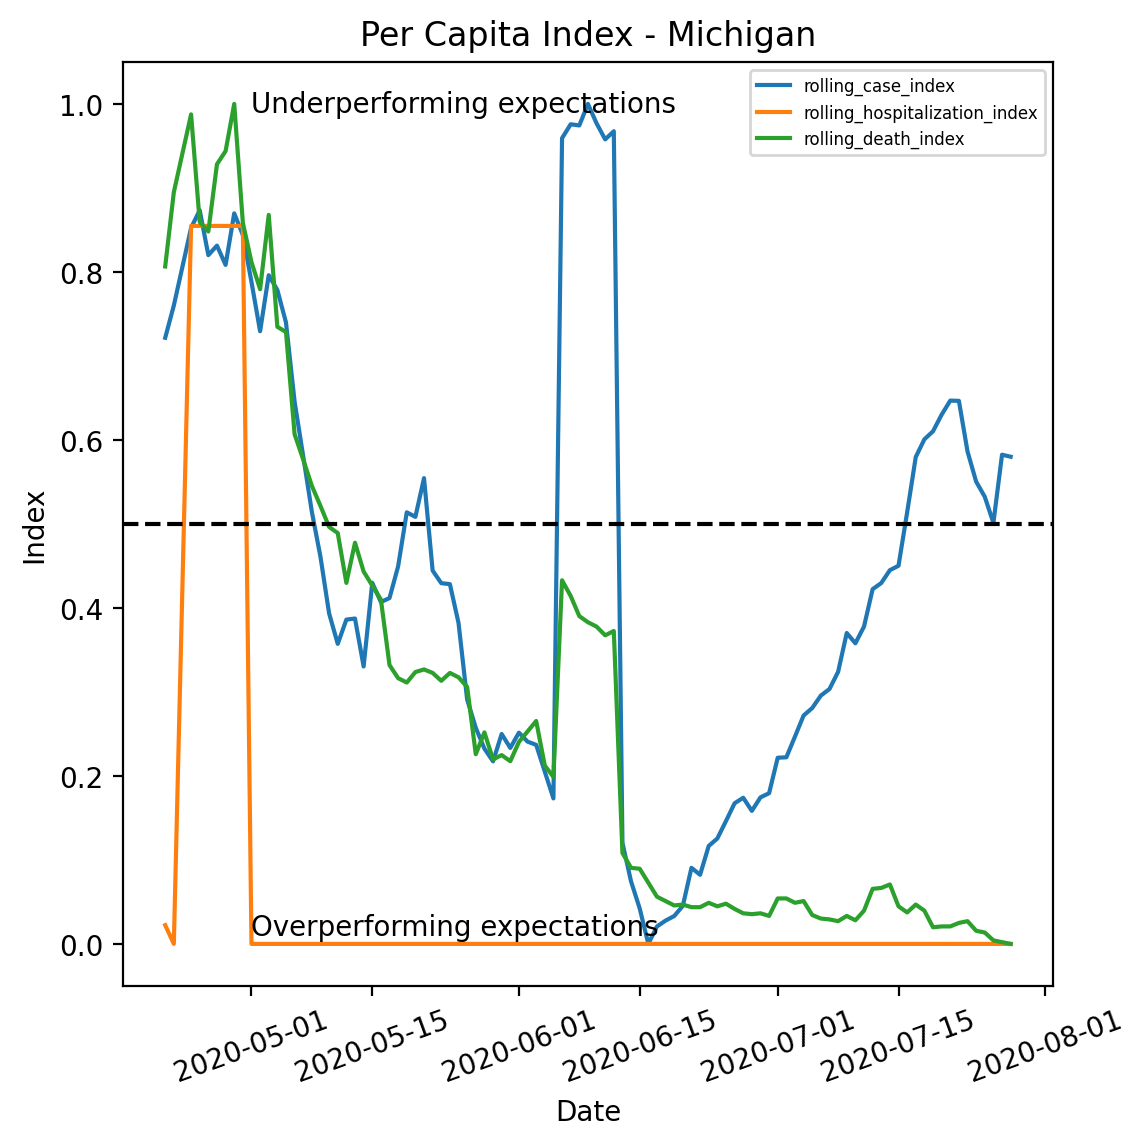 Per Capita Index - Michigan
Underperforming expectations
rolling_case_index
rolling_hospitalization_index
rolling_death_index
1.0
0.8
0.6
0.4
0.2
0.0
Index
Overperforming expectations
2020-05-01
2020-05-15
2020-06-01
2020-06-15
2020-07-01
2020-07-15
2020-08-01
Date